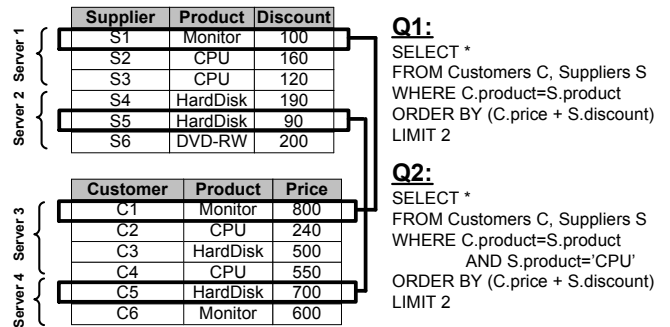 Supplier Product Discount
S1 Monitor 100
S2 CPU 160
S3 CPU 120
S4 HardDisk 190
S5 HardDisk 90
S6 DVD-RW 200
Server 1
Server 2
Customer Product Price
C1 Monitor 800
C2 CPU 240
C3 HardDisk 500
C4 CPU 550
C5 HardDisk 700
C6 Monitor 600
Server 3
Server 4
Q1:
SELECT *
FROM Customers C, Suppliers S
WHERE C.product=S.product
ORDER BY (C.price + S.discount)
LIMIT 2
Q2:
SELECT *
FROM Customers C, Suppliers S
WHERE C.product=S.product
AND S.product='CPU'
ORDER BY (C.price + S.discount)
LIMIT 2